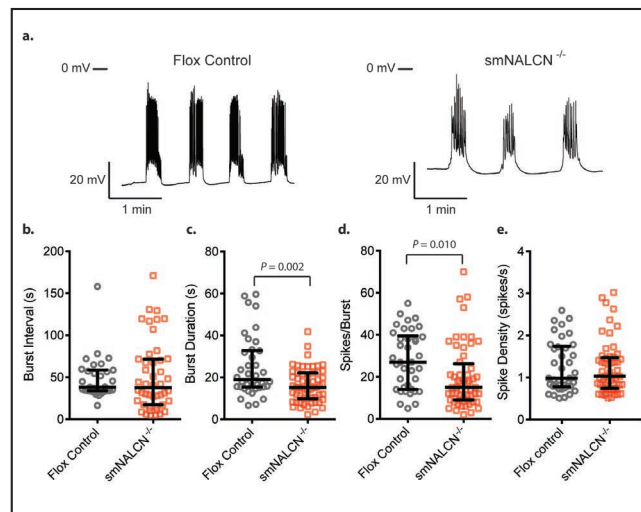 a.
Flox Control
smNALCN -/-
0 mV
0 mV
20 mV
1 min
20 mV
1 min
b.
Burst Interval (s)
200
150
100
50
0
Flox Control
smNALCN-/-
c.
Burst Duration (s)
80
60
40
20
0
P = 0.002
Flox Control
smNALCN-/-
d.
Spikes/Burst
80
60
40
20
0
P = 0.010
Flox Control
smNALCN-/-
e.
Spike Density (spikes/s)
4
3
2
1
0
Flox control
smNALCN-/-